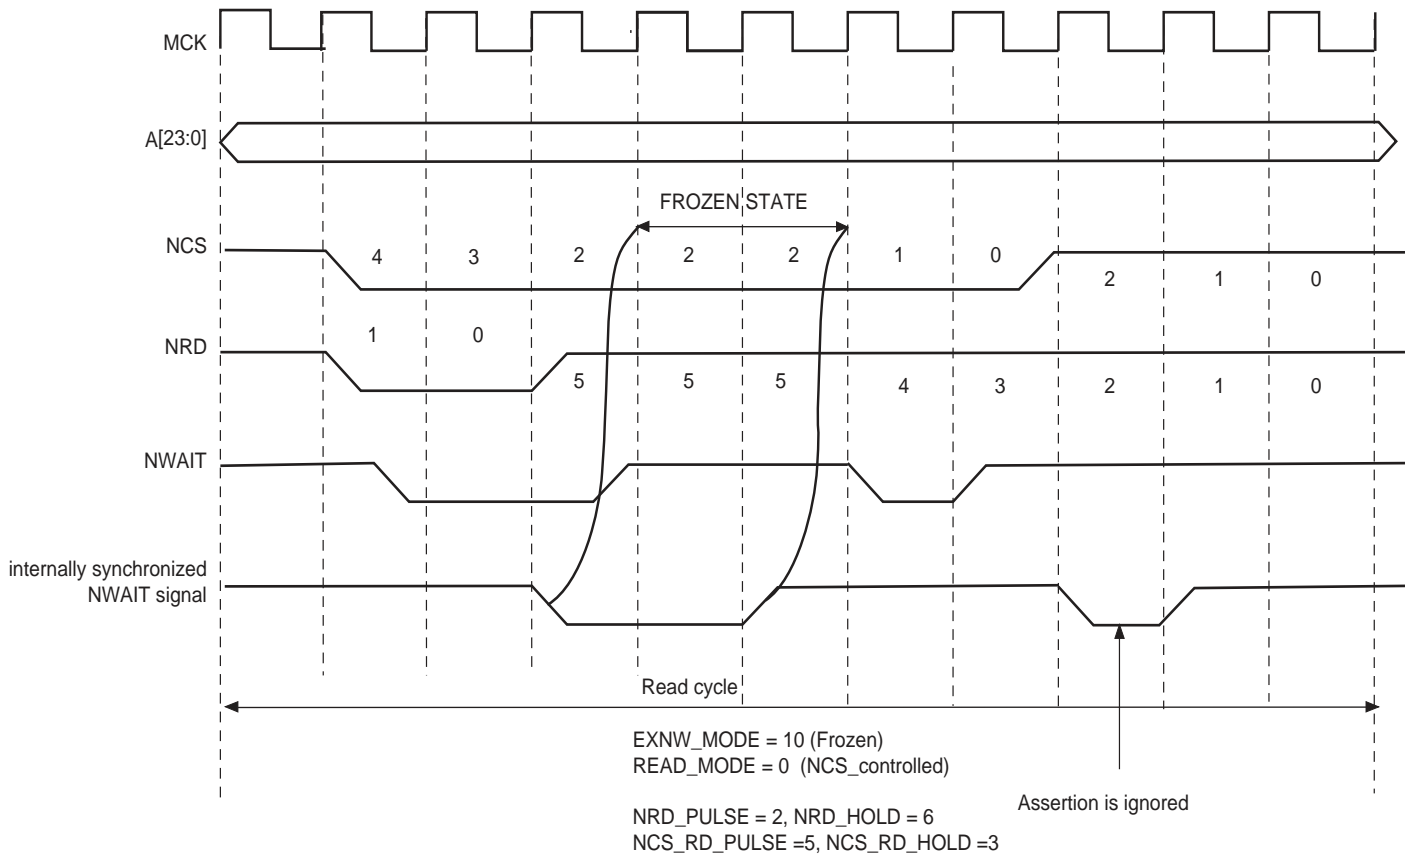 MCK
A[23:0]
FROZEN STATE
NCS
4 3 2 2 2 1 0
2 1 0
1 0
NRD
5 5 5 4 3 2 1 0
NWAIT
internally synchronized
NWAIT signal
Read cycle
EXNW_MODE = 10 (Frozen)
READ_MODE = 0 (NCS_controlled)
Assertion is ignored
NRD_PULSE = 2, NRD_HOLD = 6
NCS_RD_PULSE =5, NCS_RD_HOLD =3